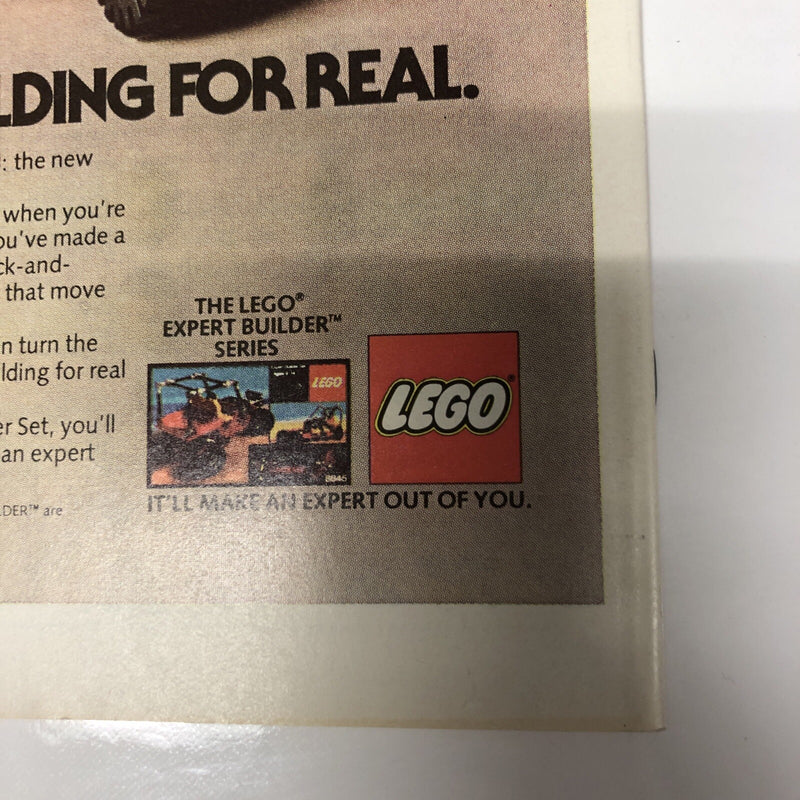 LDING FOR REAL.
: the new
when you're
ou've made a
ck-and-
that move
n turn the
lding for real
er Set, you'll
an expert
LDER™ are
THE LEGO®
EXPERT BUILDER™
SERIES
LEGO
8846
LEGO®
IT'LL MAKE AN EXPERT OUT OF YOU.